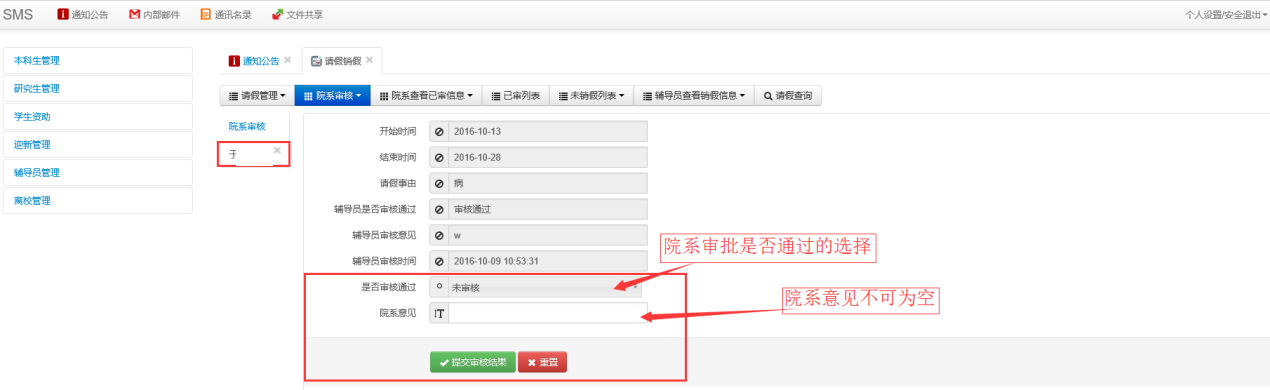 SMS 通知公告 内部邮件 通讯名录 文件共享 个人设置/安全退出
本科生管理
研究生管理
学生资助
迎新管理
辅导员管理
离校管理
通知公告 × 请假销假 ×
请假管理 院系审核 院系查看已审信息 已审列表 未销假列表 辅导员查看销假信息 请假查询
院系审核
开始时间 2016-10-13
结束时间 2016-10-28
请假事由 病
辅导员是否审核通过 审核通过
辅导员审核意见 w
辅导员审核时间 2016-10-09 10:53:31
是否审核通过 未审核
院系意见
院系审批是否通过的选择
院系意见不可为空
提交审核结果 重置